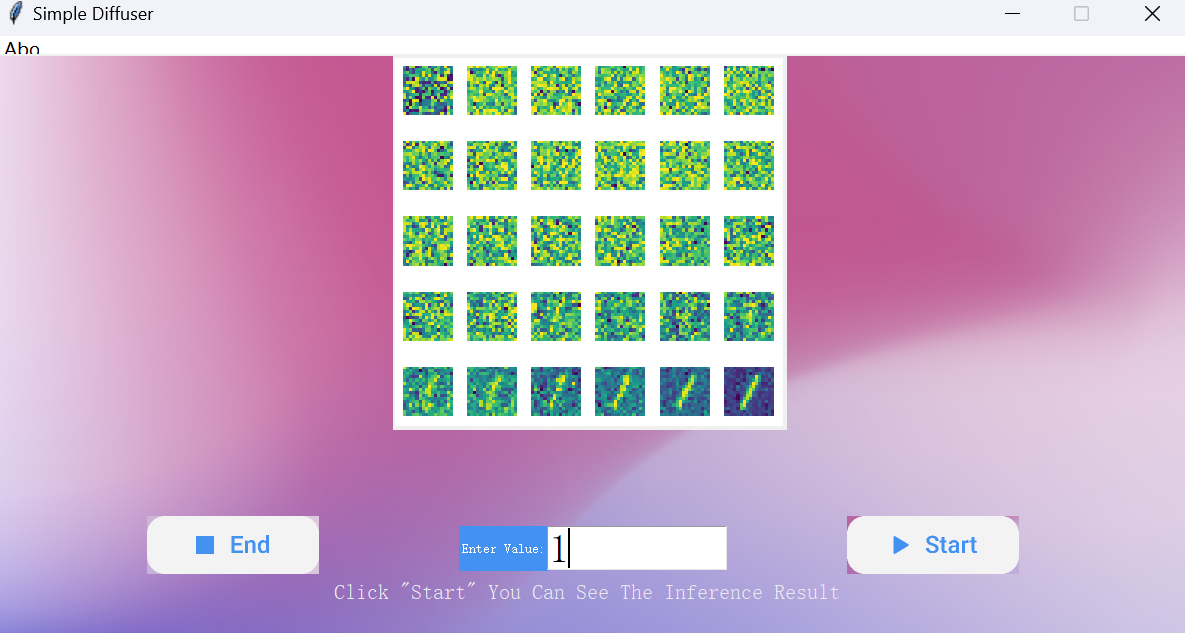 Simple Diffuser
Abo
End
Enter Value:
1
Start
Click "Start" You Can See The Inference Result